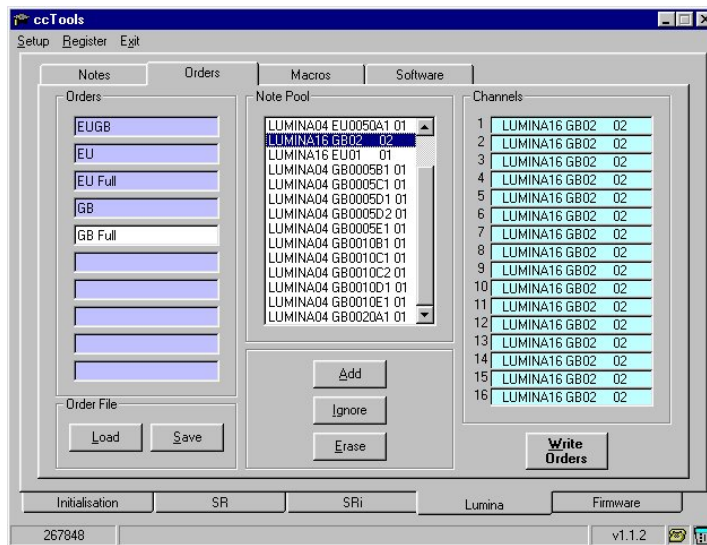 ccTools
Setup Register Exit
Notes Orders Macros Software
Orders
EUGB
EU
EU Full
GB
GB Full
Order File
Load Save
Note Pool
LUMINA04 EU0050A1 01
LUMINA16 GB02 02
LUMINA16 EU01 01
LUMINA04 GB0005B1 01
LUMINA04 GB0005C1 01
LUMINA04 GB0005D1 01
LUMINA04 GB0005D2 01
LUMINA04 GB0005E1 01
LUMINA04 GB0010B1 01
LUMINA04 GB0010C1 01
LUMINA04 GB0010C2 01
LUMINA04 GB0010D1 01
LUMINA04 GB0010E1 01
LUMINA04 GB0020A1 01
Add
Ignore
Erase
Channels
1 LUMINA16 GB02 02
2 LUMINA16 GB02 02
3 LUMINA16 GB02 02
4 LUMINA16 GB02 02
5 LUMINA16 GB02 02
6 LUMINA16 GB02 02
7 LUMINA16 GB02 02
8 LUMINA16 GB02 02
9 LUMINA16 GB02 02
10 LUMINA16 GB02 02
11 LUMINA16 GB02 02
12 LUMINA16 GB02 02
13 LUMINA16 GB02 02
14 LUMINA16 GB02 02
15 LUMINA16 GB02 02
16 LUMINA16 GB02 02
Write
Orders
Initialisation SR SRi Lumina Firmware
267848 v1.1.2